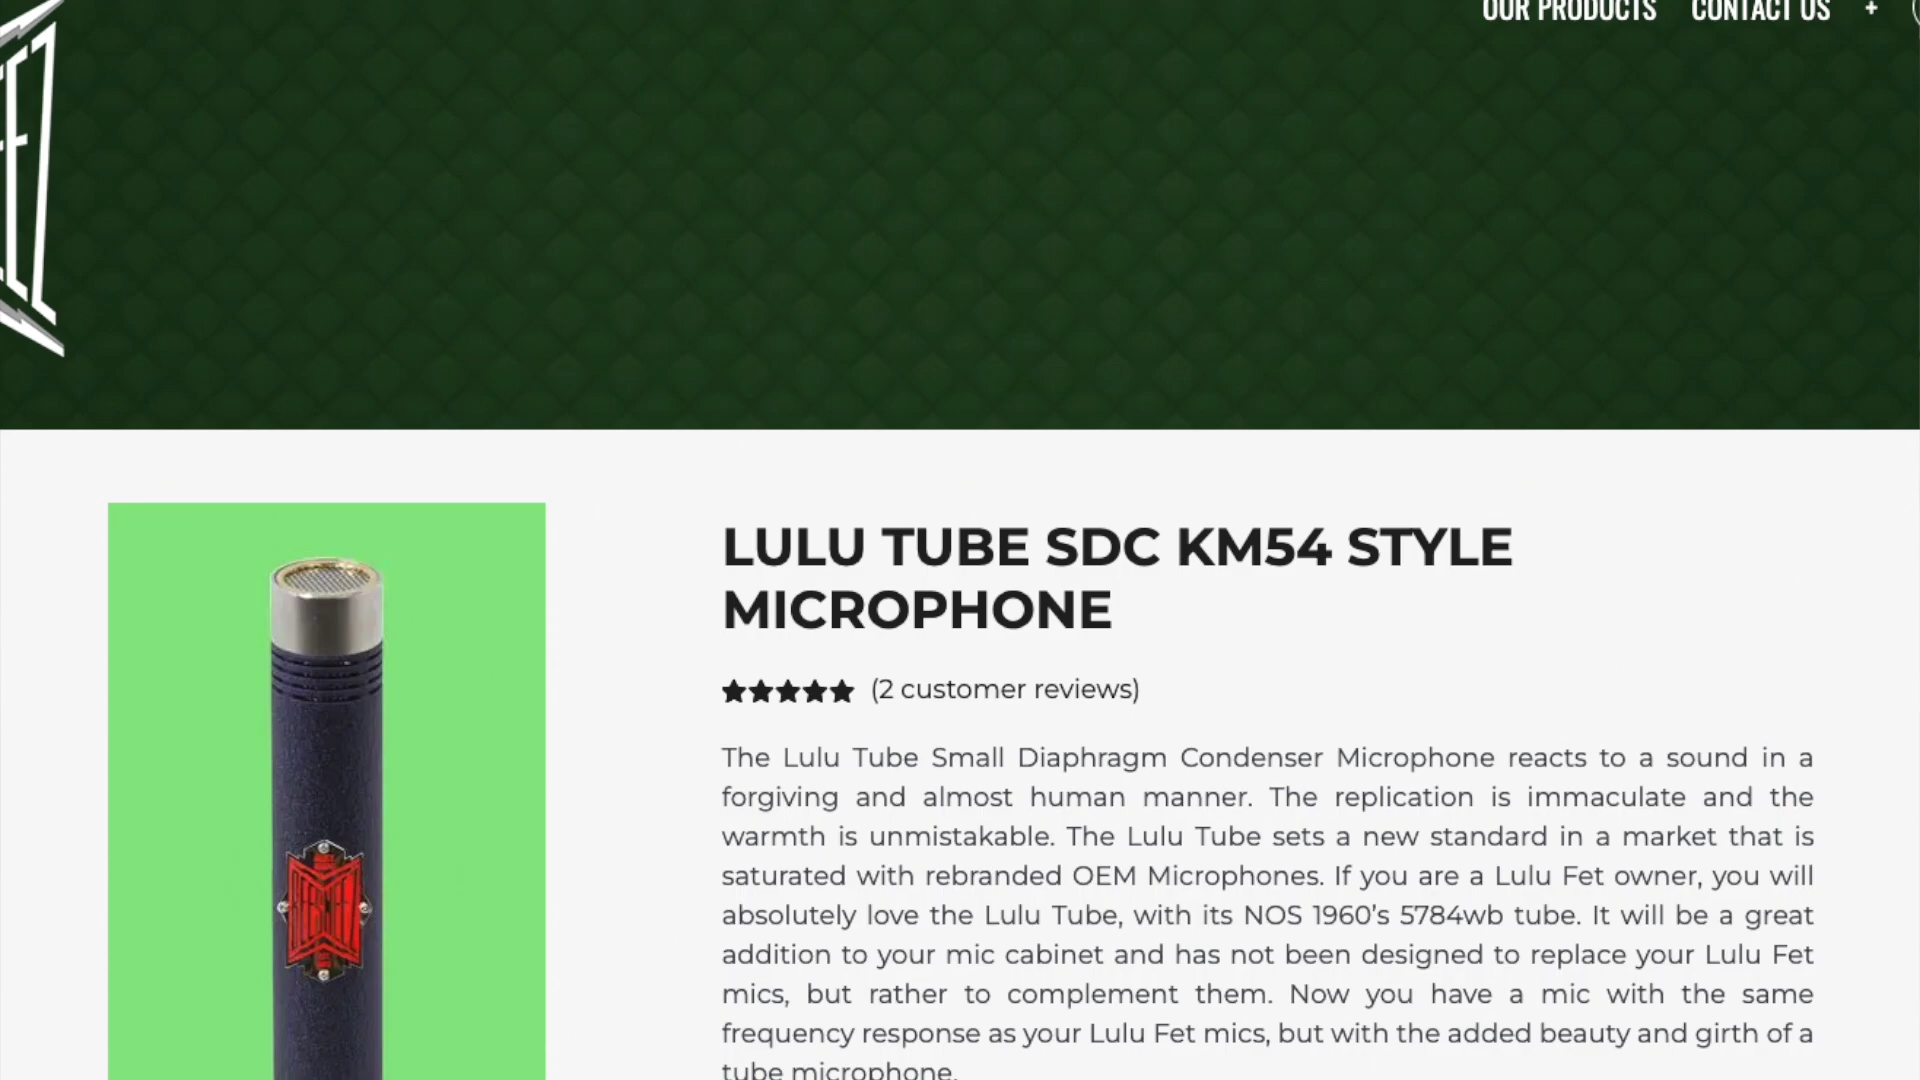 OUR PRODUCTS CONTACT US +
LULU TUBE SDC KM54 STYLE
MICROPHONE
(2 customer reviews)
The Lulu Tube Small Diaphragm Condenser Microphone reacts to a sound in a
forgiving and almost human manner. The replication is immaculate and the
warmth is unmistakable. The Lulu Tube sets a new standard in a market that is
saturated with rebranded OEM Microphones. If you are a Lulu Fet owner, you will
absolutely love the Lulu Tube, with its NOS 1960’s 5784wb tube. It will be a great
addition to your mic cabinet and has not been designed to replace your Lulu Fet
mics, but rather to complement them. Now you have a mic with the same
frequency response as your Lulu Fet mics, but with the added beauty and girth of a
tube microphone.